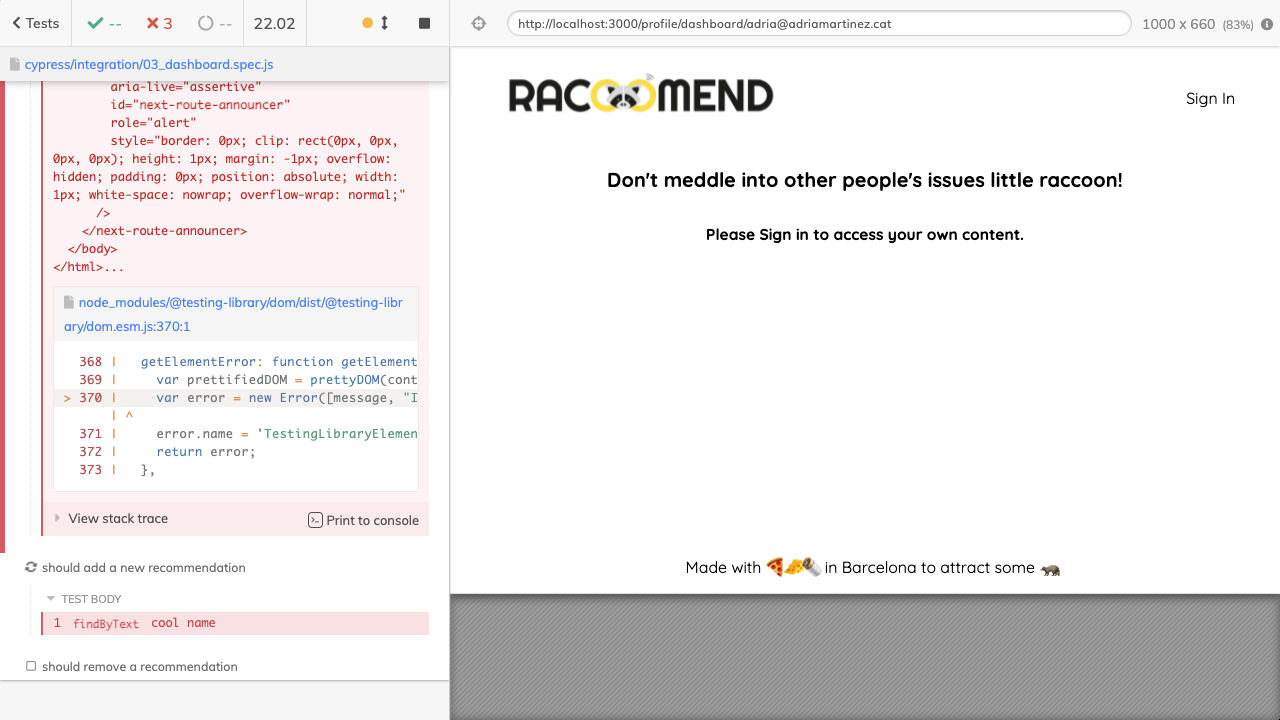 Tests
--
3
--
22.02
http://localhost:3000/profile/dashboard/adria@adriamartinez.cat
1000 x 660 (83%)
cypress/integration/03_dashboard.spec.js
aria-live="assertive"
id="next-route-announcer"
role="alert"
style="border: 0px; clip: rect(0px, 0px,
0px, 0px); height: 1px; margin: -1px; overflow:
hidden; padding: 0px; position: absolute; width:
1px; white-space: nowrap; overflow-wrap: normal;"
/>
</next-route-announcer>
</body>
</html>...
node_modules/@testing-library/dom/dist/@testing-libr
ary/dom.esm.js:370:1
368 | getElementError: function getElement
369 | var prettifiedDOM = prettyDOM(cont
> 370 | var error = new Error([message, "I
| ^
371 | error.name = 'TestingLibraryElemen
372 | return error;
373 | },
View stack trace
Print to console
should add a new recommendation
TEST BODY
1 findByText cool name
should remove a recommendation
RACOOMEND
Sign In
Don't meddle into other people's issues little raccoon!
Please Sign in to access your own content.
Made with 🍕🧀🌯 in Barcelona to attract some 🦡